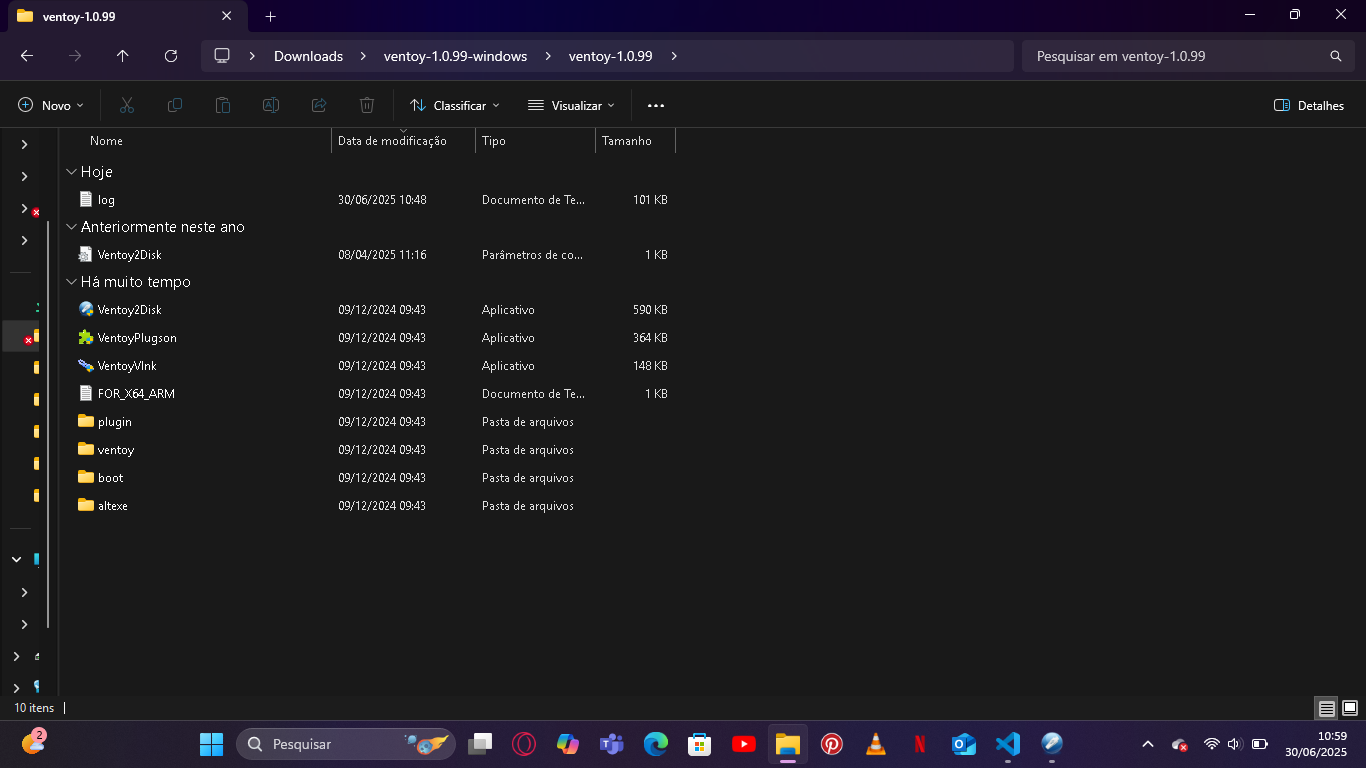 ventoy-1.0.99
Downloads ventoy-1.0.99-windows ventoy-1.0.99
Pesquisar em ventoy-1.0.99
Novo Classificar Visualizar Detalhes
Nome Data de modificação Tipo Tamanho
Hoje
log 30/06/2025 10:48 Documento de Te... 101 KB
Anteriormente neste ano
Ventoy2Disk 08/04/2025 11:16 Parâmetros de co... 1 KB
Há muito tempo
Ventoy2Disk 09/12/2024 09:43 Aplicativo 590 KB
VentoyPlugson 09/12/2024 09:43 Aplicativo 364 KB
VentoyVlnk 09/12/2024 09:43 Aplicativo 148 KB
FOR_X64_ARM 09/12/2024 09:43 Documento de Te... 1 KB
plugin 09/12/2024 09:43 Pasta de arquivos
ventoy 09/12/2024 09:43 Pasta de arquivos
boot 09/12/2024 09:43 Pasta de arquivos
altexe 09/12/2024 09:43 Pasta de arquivos
10 itens
2
Pesquisar
10:59
30/06/2025